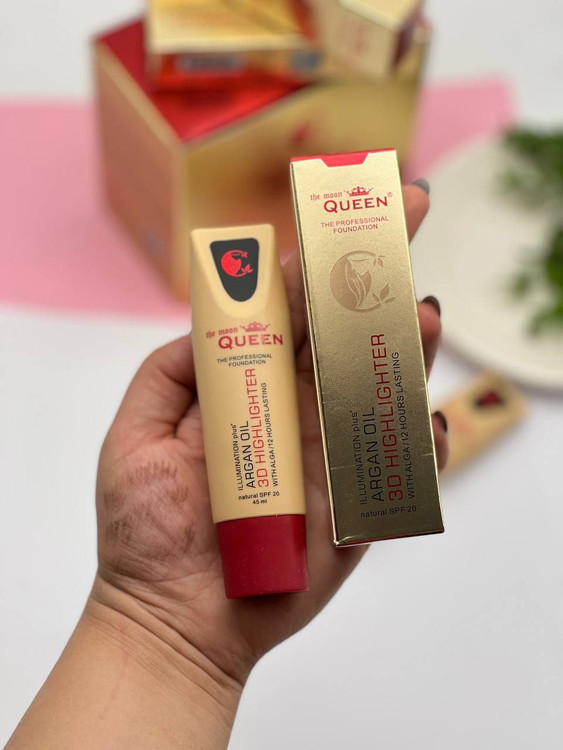 the moon
QUEEN
THE PROFESSIONAL
FOUNDATION
ILLUMINATION plus+
ARGAN OIL
3D HIGHLIGHTER
WITH ALGA/12 HOURS LASTING
natural SPF 20
45 ml
the moon
QUEEN®
THE PROFESSIONAL
FOUNDATION
ILLUMINATION plus+
ARGAN OIL
3D HIGHLIGHTER
WITH ALGA/12 HOURS LASTING
natural SPF 20